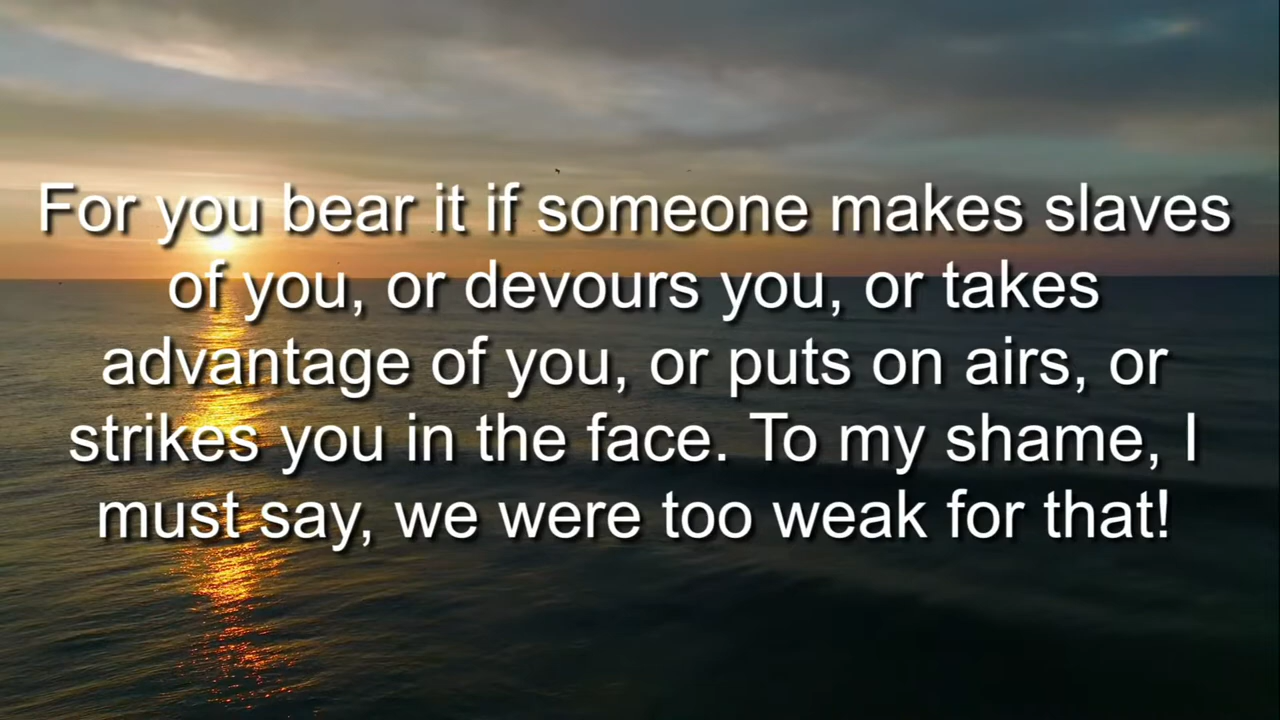 For you bear it if someone makes slaves
of you, or devours you, or takes
advantage of you, or puts on airs, or
strikes you in the face. To my shame, I
must say, we were too weak for that!